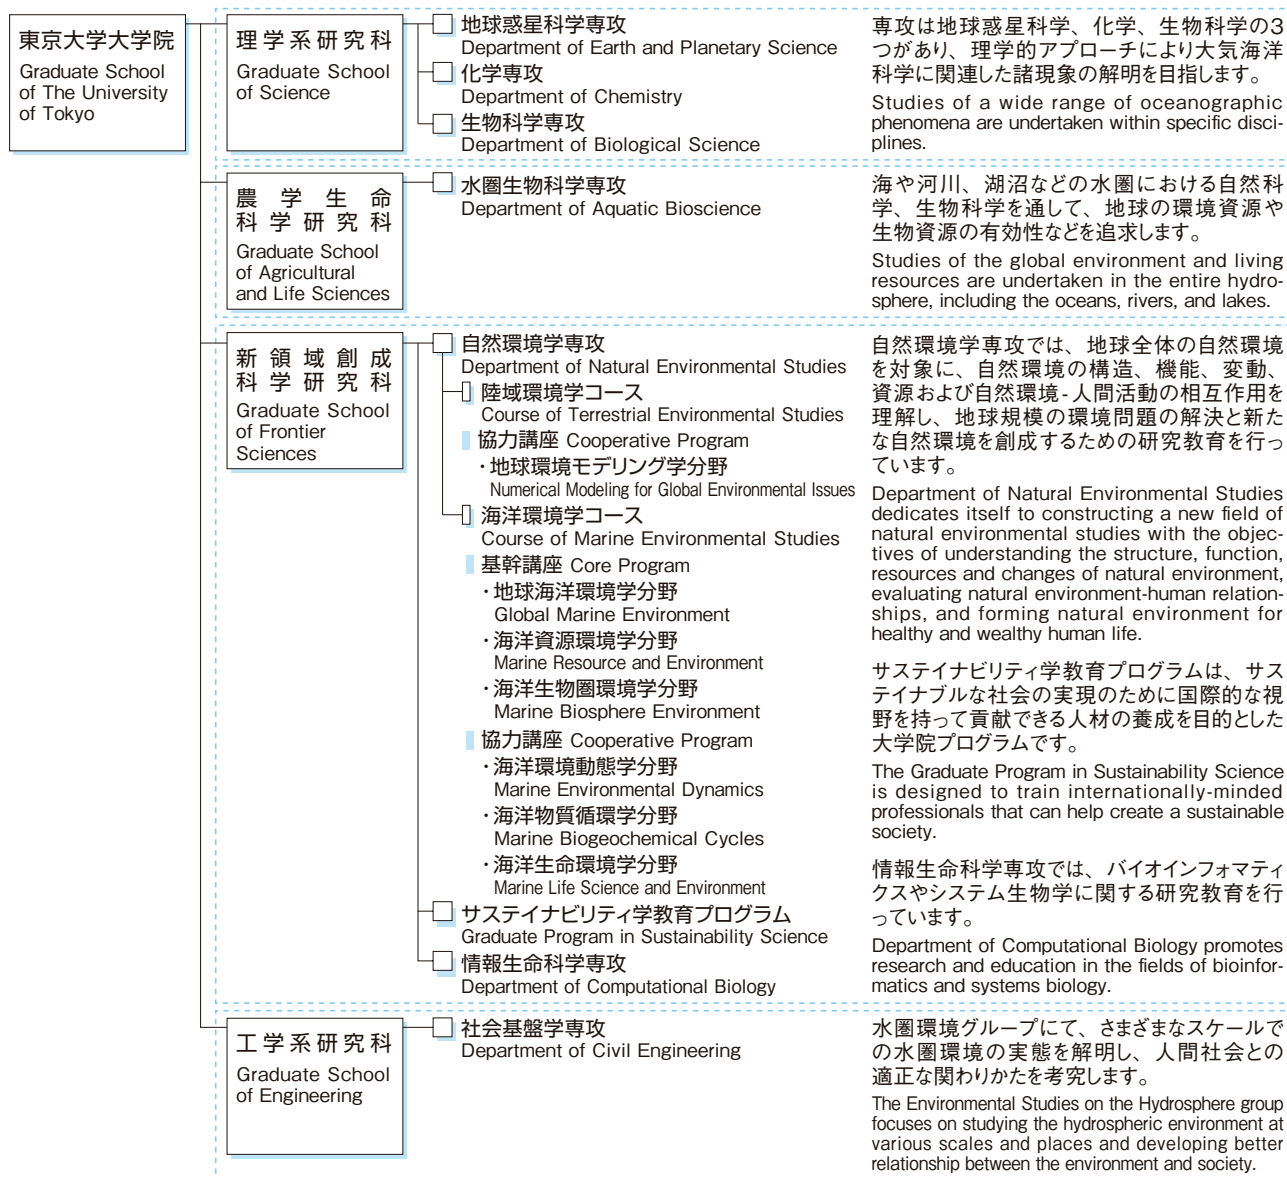 東京大学大学院
Graduate School
of The University
of Tokyo
理学系研究科
Graduate School
of Science
地球惑星科学専攻
Department of Earth and Planetary Science
化学専攻
Department of Chemistry
生物科学専攻
Department of Biological Science
専攻は地球惑星科学、化学、生物科学の3
つがあり、理学的アプローチにより大気海洋
科学に関連した諸現象の解明を目指します。
Studies of a wide range of oceanographic
phenomena are undertaken within specific disci-
plines.
農学生命
科学研究科
Graduate School
of Agricultural
and Life Sciences
水圏生物科学専攻
Department of Aquatic Bioscience
海や河川、湖沼などの水圏における自然科
学、生物科学を通して、地球の環境資源や
生物資源の有効性などを追求します。
Studies of the global environment and living
resources are undertaken in the entire hydro-
sphere, including the oceans, rivers, and lakes.
新領域創成
科学研究科
Graduate School
of Frontier
Sciences
自然環境学専攻
Department of Natural Environmental Studies
陸域環境学コース
Course of Terrestrial Environmental Studies
協力講座 Cooperative Program
・地球環境モデリング学分野
Numerical Modeling for Global Environmental Issues
海洋環境学コース
Course of Marine Environmental Studies
基幹講座 Core Program
・地球海洋環境学分野
Global Marine Environment
・海洋資源環境学分野
Marine Resource and Environment
・海洋生物圏環境学分野
Marine Biosphere Environment
協力講座 Cooperative Program
・海洋環境動態学分野
Marine Environmental Dynamics
・海洋物質循環学分野
Marine Biogeochemical Cycles
・海洋生命環境学分野
Marine Life Science and Environment
サステイナビリティ学教育プログラム
Graduate Program in Sustainability Science
情報生命科学専攻
Department of Computational Biology
自然環境学専攻では、地球全体の自然環境
を対象に、自然環境の構造、機能、変動、
資源および自然環境-人間活動の相互作用を
理解し、地球規模の環境問題の解決と新た
な自然環境を創成するための研究教育を行っ
ています。
Department of Natural Environmental Studies
dedicates itself to constructing a new field of
natural environmental studies with the objec-
tives of understanding the structure, function,
resources and changes of natural environment,
evaluating natural environment-human relation-
ships, and forming natural environment for
healthy and wealthy human life.
サステイナビリティ学教育プログラムは、サス
テイナブルな社会の実現のために国際的な視
野を持って貢献できる人材の養成を目的とした
大学院プログラムです。
The Graduate Program in Sustainability Science
is designed to train internationally-minded
professionals that can help create a sustainable
society.
情報生命科学専攻では、バイオインフォマティ
クスやシステム生物学に関する研究教育を行
っています。
Department of Computational Biology promotes
research and education in the fields of bioinfor-
matics and systems biology.
工学系研究科
Graduate School
of Engineering
社会基盤学専攻
Department of Civil Engineering
水圏環境グループにて、さまざまなスケールで
の水圏環境の実態を解明し、人間社会との
適正な関わりかたを考究します。
The Environmental Studies on the Hydrosphere group
focuses on studying the hydrospheric environment at
various scales and places and developing better
relationship between the environment and society.